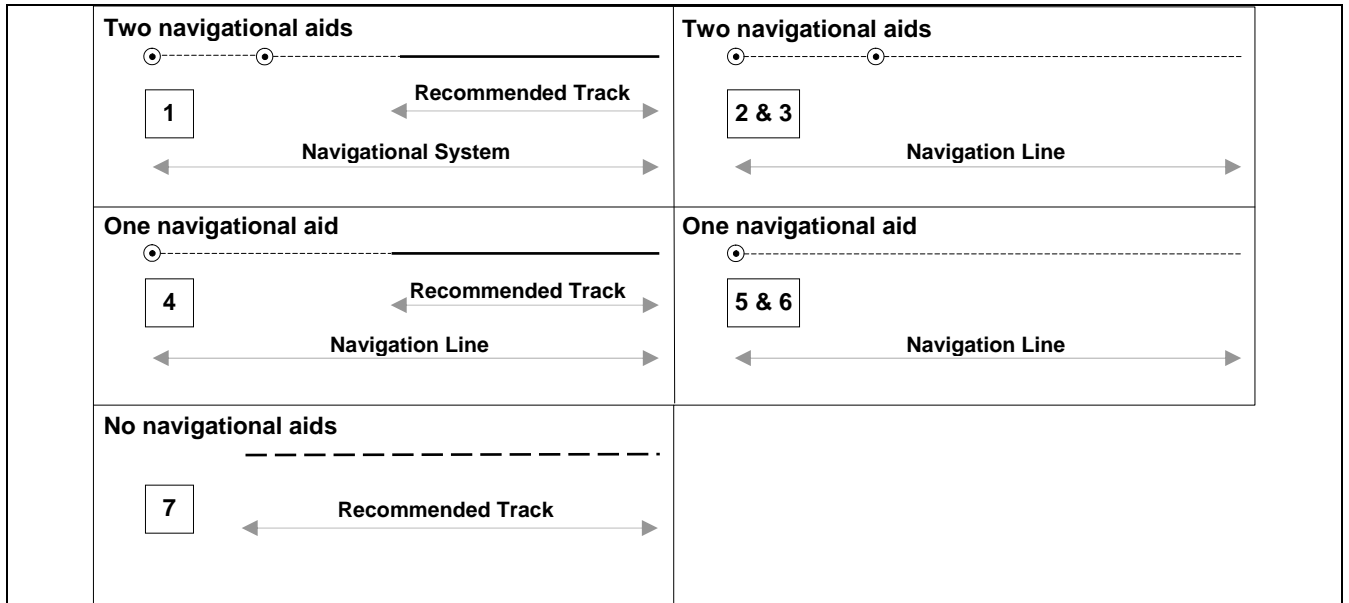 Two navigational aids
Recommended Track
1
Navigational System
Two navigational aids
2 & 3
Navigation Line
One navigational aid
Recommended Track
4
Navigation Line
One navigational aid
5 & 6
Navigation Line
No navigational aids
7
Recommended Track